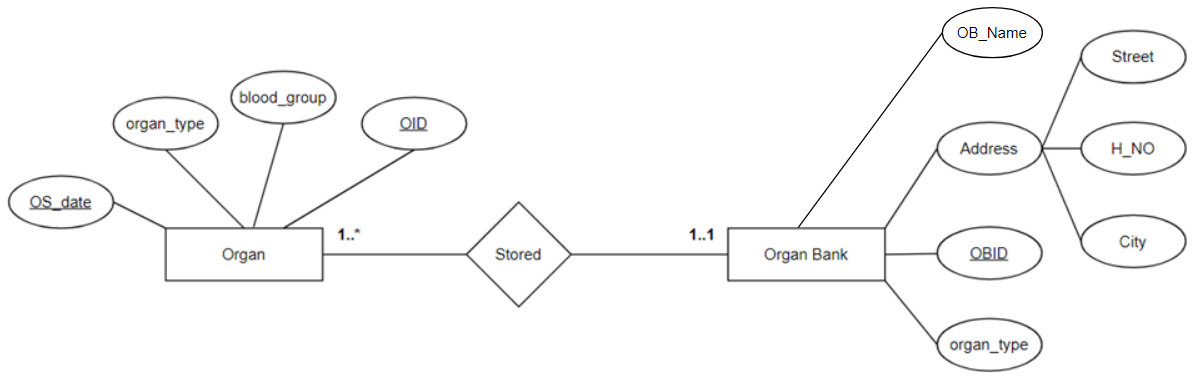 OB_Name
Street
blood_group
organ_type
OID
Address
H_NO
OS_date
1..*
1..1
Organ
Stored
Organ Bank
OBID
City
organ_type